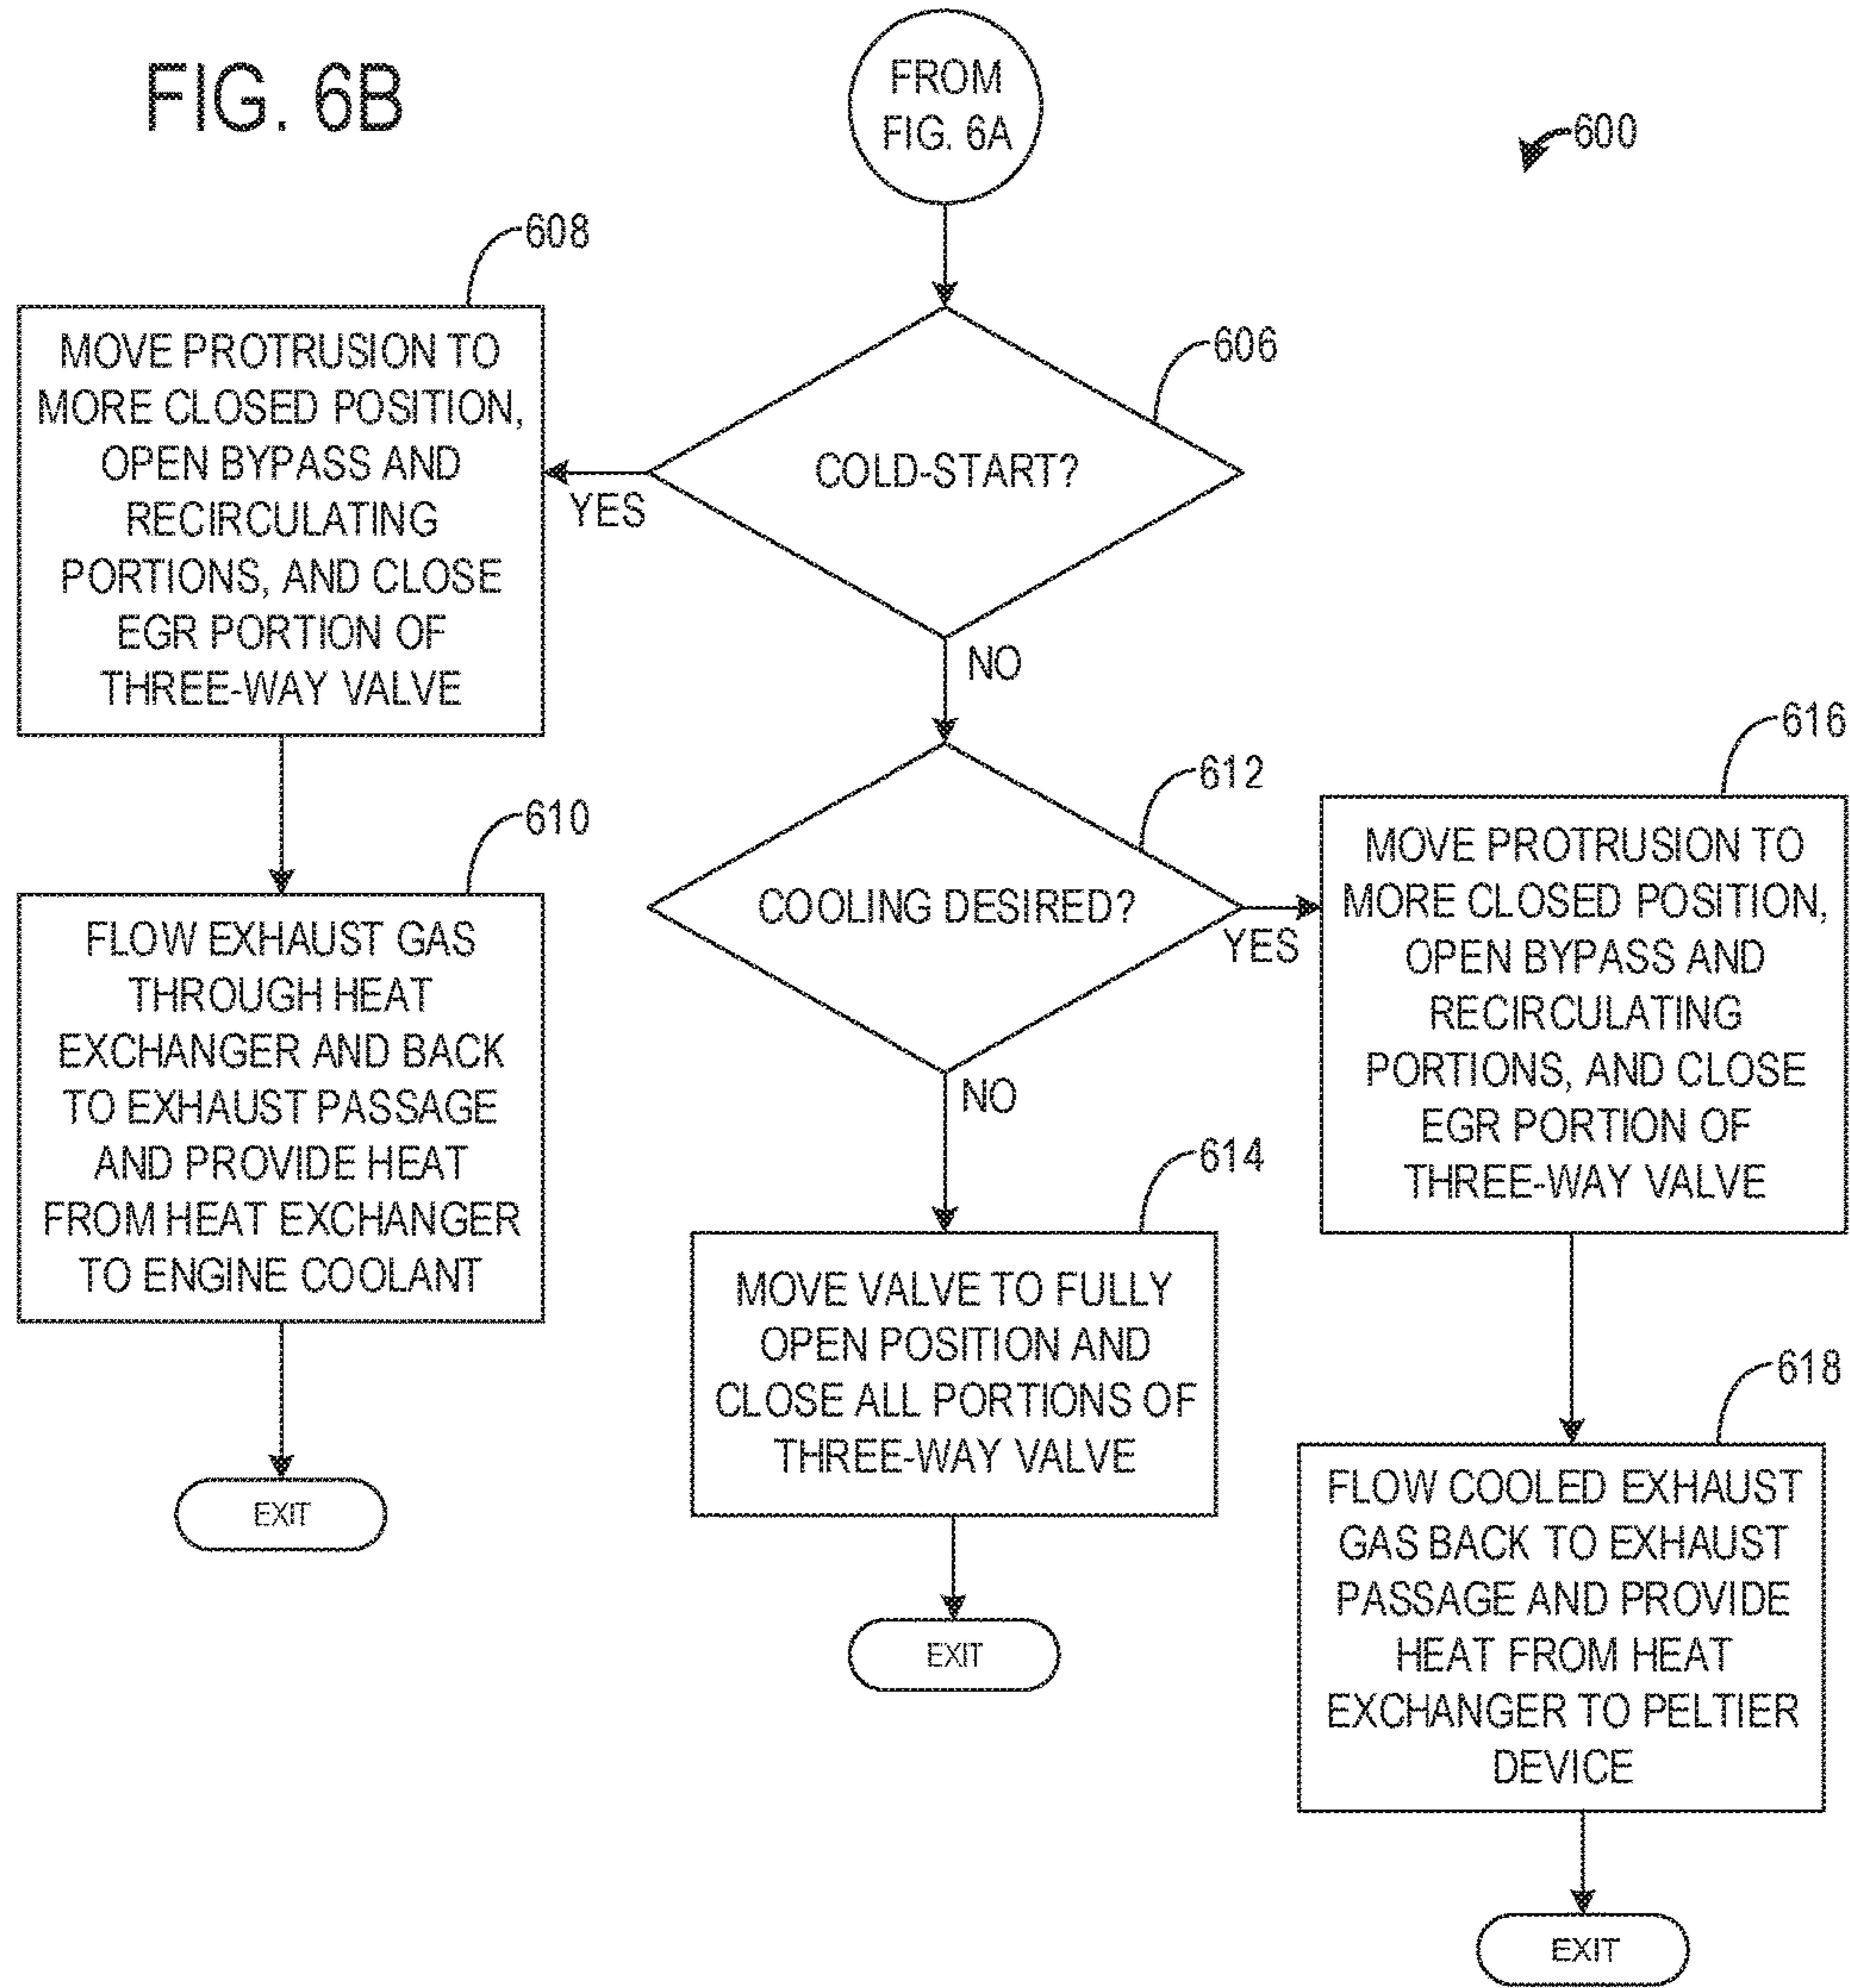 FIG. 6B
FROM
FIG. 6A
600
608
MOVE PROTRUSION TO
MORE CLOSED POSITION,
OPEN BYPASS AND
RECIRCULATING
PORTIONS, AND CLOSE
EGR PORTION OF
THREE-WAY VALVE
606
COLD-START?
YES
NO
610
FLOW EXHAUST GAS
THROUGH HEAT
EXCHANGER AND BACK
TO EXHAUST PASSAGE
AND PROVIDE HEAT
FROM HEAT EXCHANGER
TO ENGINE COOLANT
EXIT
612
COOLING DESIRED?
YES
NO
614
MOVE VALVE TO FULLY
OPEN POSITION AND
CLOSE ALL PORTIONS OF
THREE-WAY VALVE
EXIT
616
MOVE PROTRUSION TO
MORE CLOSED POSITION,
OPEN BYPASS AND
RECIRCULATING
PORTIONS, AND CLOSE
EGR PORTION OF
THREE-WAY VALVE
618
FLOW COOLED EXHAUST
GAS BACK TO EXHAUST
PASSAGE AND PROVIDE
HEAT FROM HEAT
EXCHANGER TO PELTIER
DEVICE
EXIT